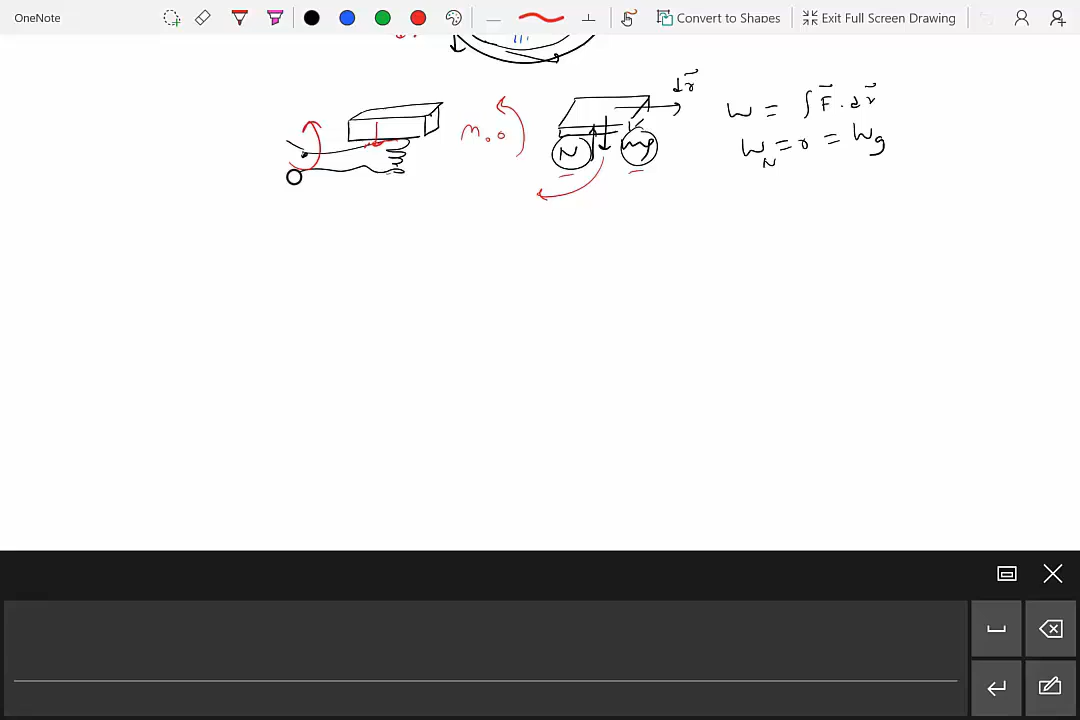 OneNote
Convert to Shapes
Exit Full Screen Drawing
dr⃗
W = ∫ F⃗ · dr⃗
W_N = 0 = W_g
N
mg